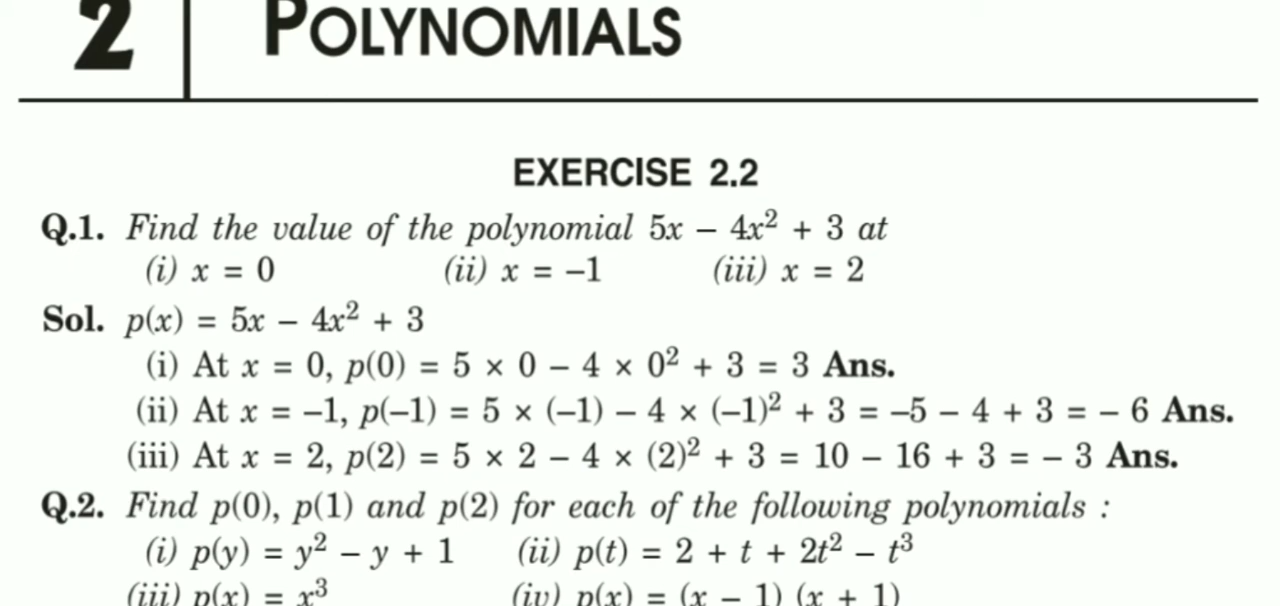 2 POLYNOMIALS
EXERCISE 2.2
Q.1. Find the value of the polynomial 5x – 4x² + 3 at
(i) x = 0 (ii) x = –1 (iii) x = 2
Sol. p(x) = 5x – 4x² + 3
(i) At x = 0, p(0) = 5 × 0 – 4 × 0² + 3 = 3 Ans.
(ii) At x = –1, p(–1) = 5 × (–1) – 4 × (–1)² + 3 = –5 – 4 + 3 = – 6 Ans.
(iii) At x = 2, p(2) = 5 × 2 – 4 × (2)² + 3 = 10 – 16 + 3 = – 3 Ans.
Q.2. Find p(0), p(1) and p(2) for each of the following polynomials :
(i) p(y) = y² – y + 1 (ii) p(t) = 2 + t + 2t² – t³
(iii) p(x) = x³ (iv) p(x) = (x – 1) (x + 1)